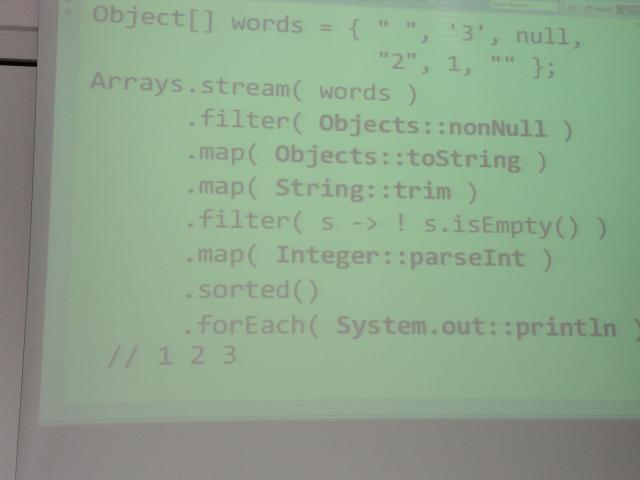 Object[] words = { " ", '3', null,
"2", 1, "" };
Arrays.stream( words )
.filter( Objects::nonNull )
.map( Objects::toString )
.map( String::trim )
.filter( s -> ! s.isEmpty() )
.map( Integer::parseInt )
.sorted()
.forEach( System.out::println )
// 1 2 3